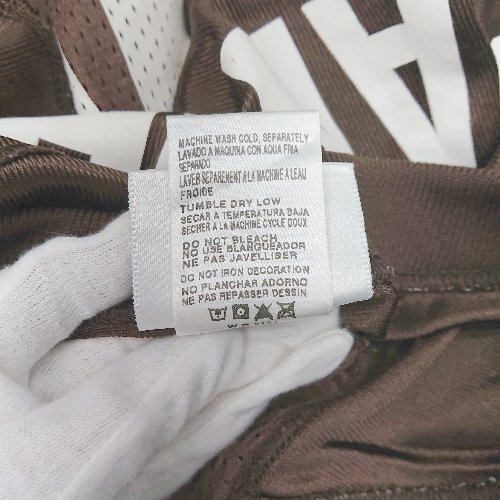 MACHINE WASH COLD, SEPARATELY
LAVADO A MAQUINA CON AQUA FRIA
SEPARADO
LAVER SEPAREMENT A LA MACHINE A LEAU
FROIDE
TUMBLE DRY LOW
SECAR A TEMPERATURA BAJA
SECHER A LA MACHINE CYCLE DOUX
DO NOT BLEACH
NO USE BLANQUEADOR
NE PAS JAVELLISER
DO NOT IRON DECORATION
NO PLANCHAR ADORNO
NE PAS REPASSER DESSIN